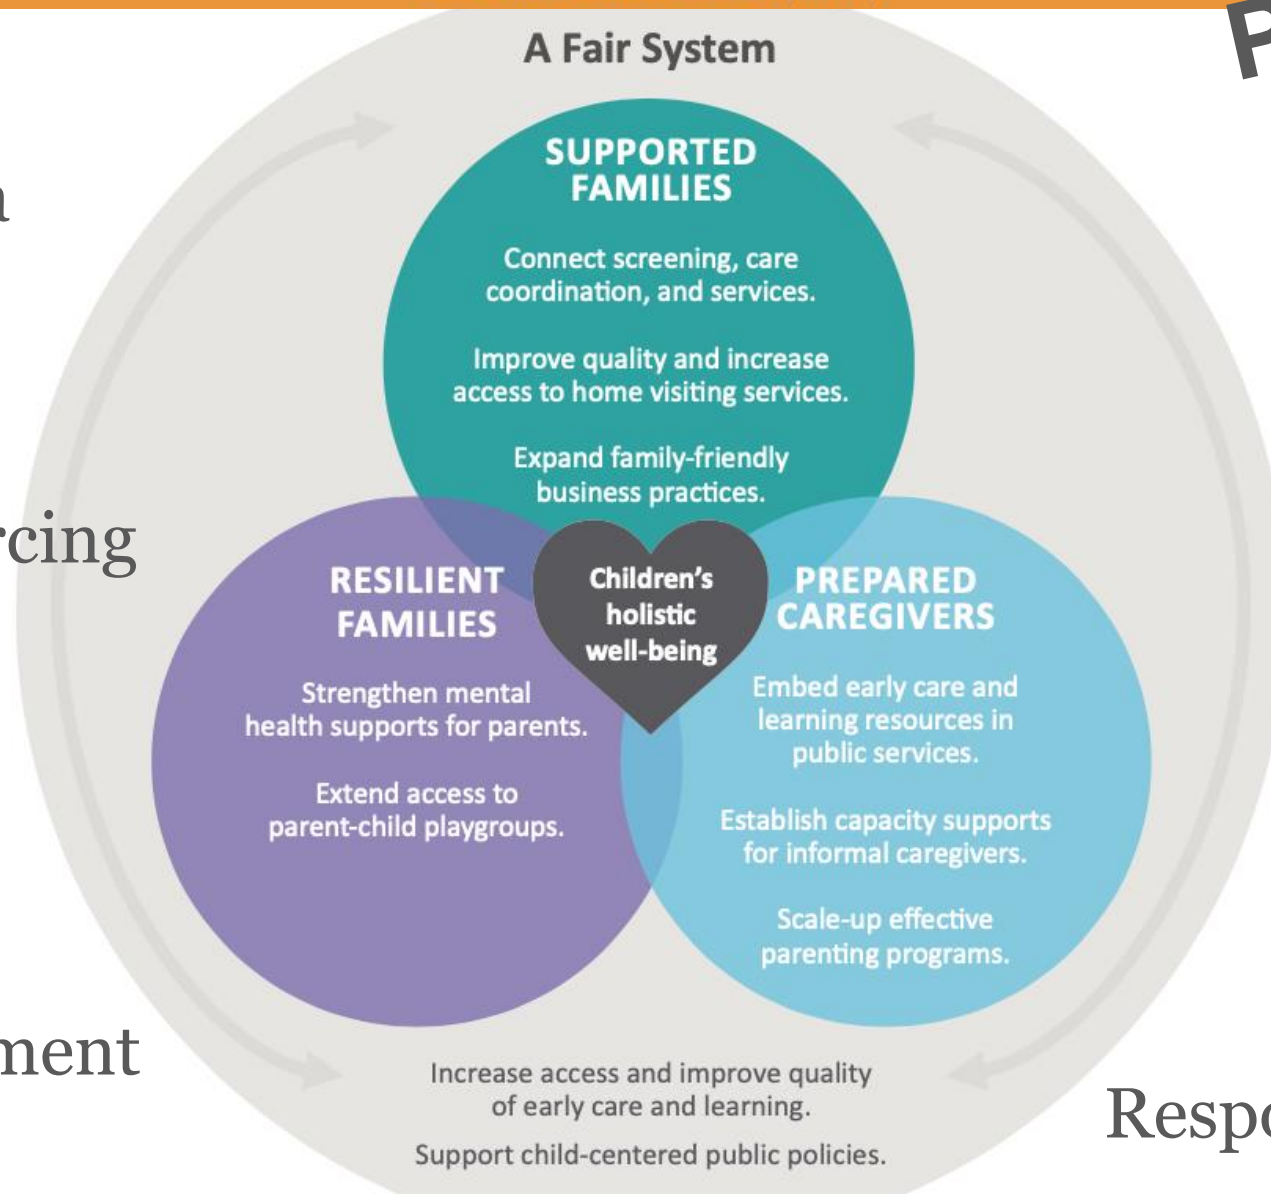 A Fair System
SUPPORTED
FAMILIES
Connect screening, care
coordination, and services.
Improve quality and increase
access to home visiting services.
Expand family-friendly
business practices.
RESILIENT
FAMILIES
Strengthen mental
health supports for parents.
Extend access to
parent-child playgroups.
Children's
holistic
well-being
PREPARED
CAREGIVERS
Embed early care and
learning resources in
public services.
Establish capacity supports
for informal caregivers.
Scale-up effective
parenting programs.
Increase access and improve quality
of early care and learning.
Support child-centered public policies.